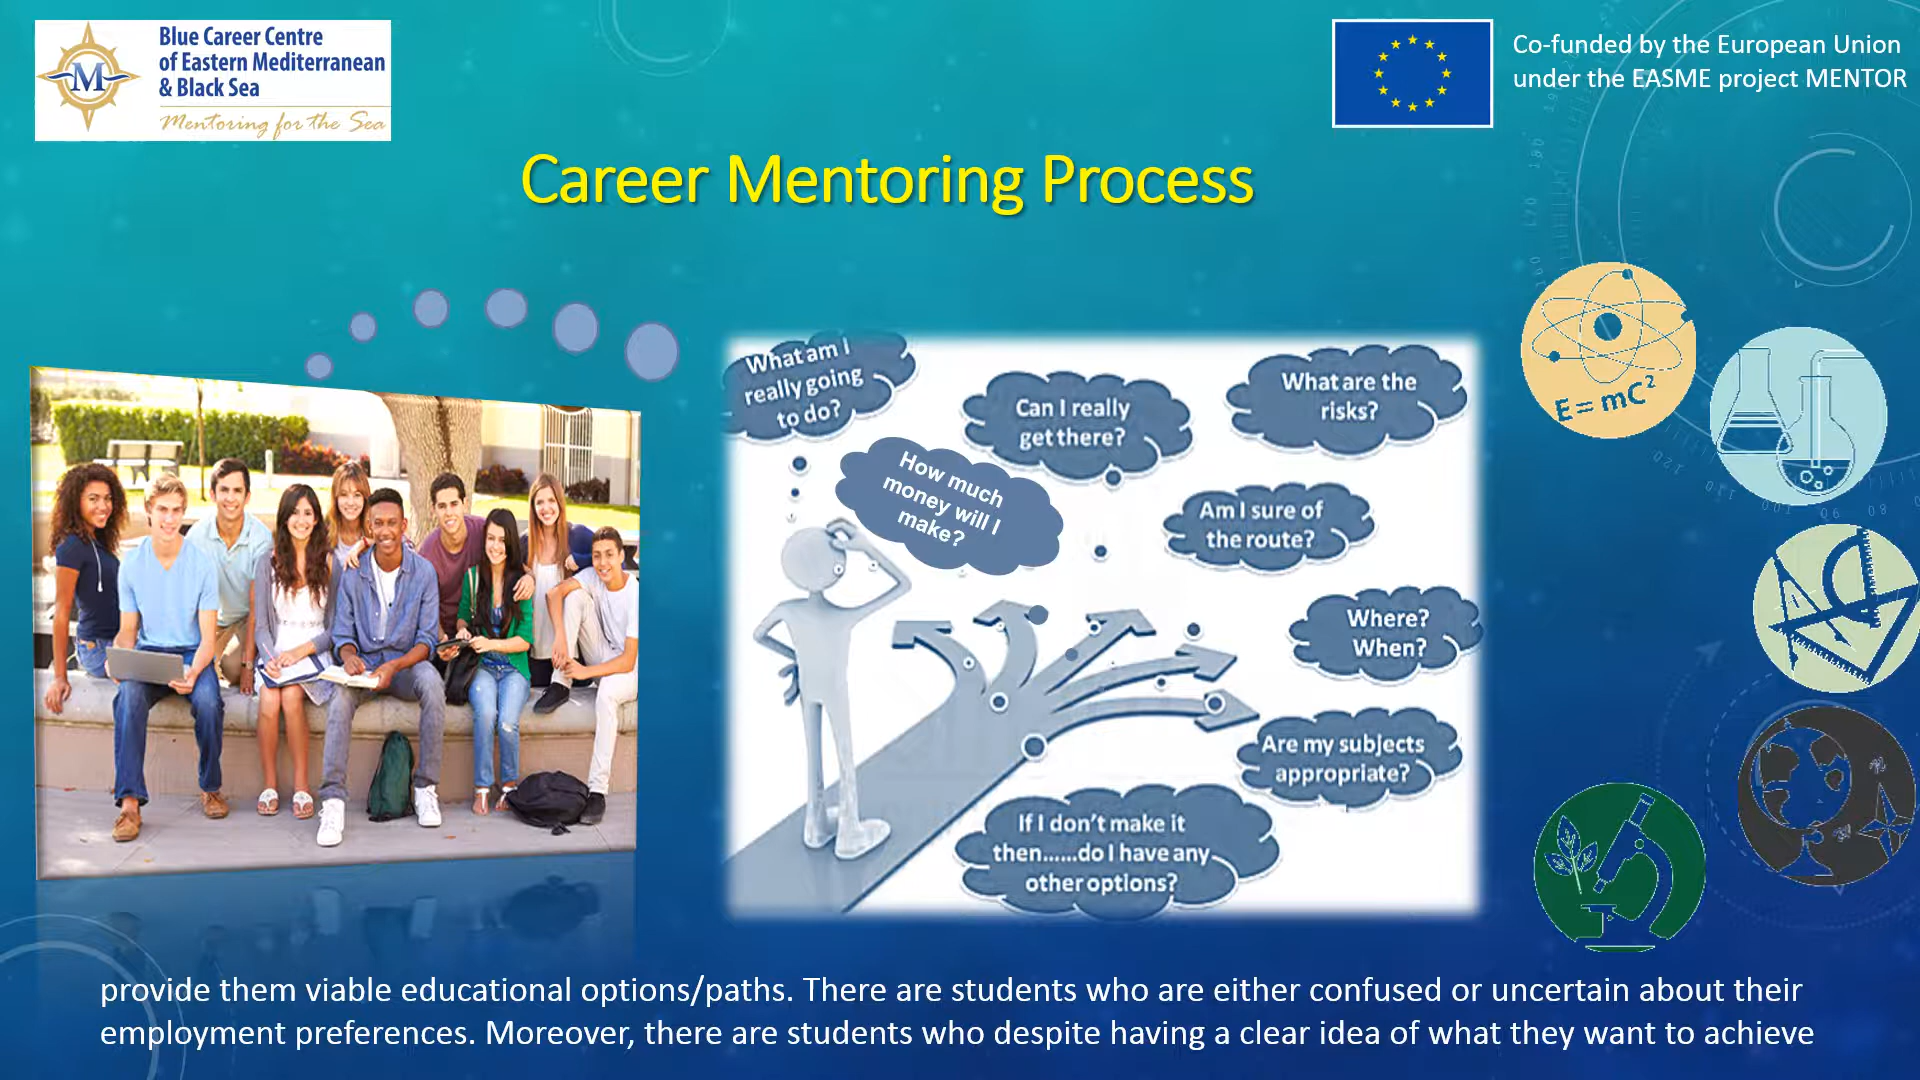 Blue Career Centre
of Eastern Mediterranean
& Black Sea
Mentoring for the Sea
M
Co-funded by the European Union
under the EASME project MENTOR
Career Mentoring Process
What am I
really going
to do?
Can I really
get there?
What are the
risks?
How much
money will I
make?
Am I sure of
the route?
Where?
When?
Are my subjects
appropriate?
If I don't make it
then......do I have any
other options?
E = mC²
provide them viable educational options/paths. There are students who are either confused or uncertain about their
employment preferences. Moreover, there are students who despite having a clear idea of what they want to achieve